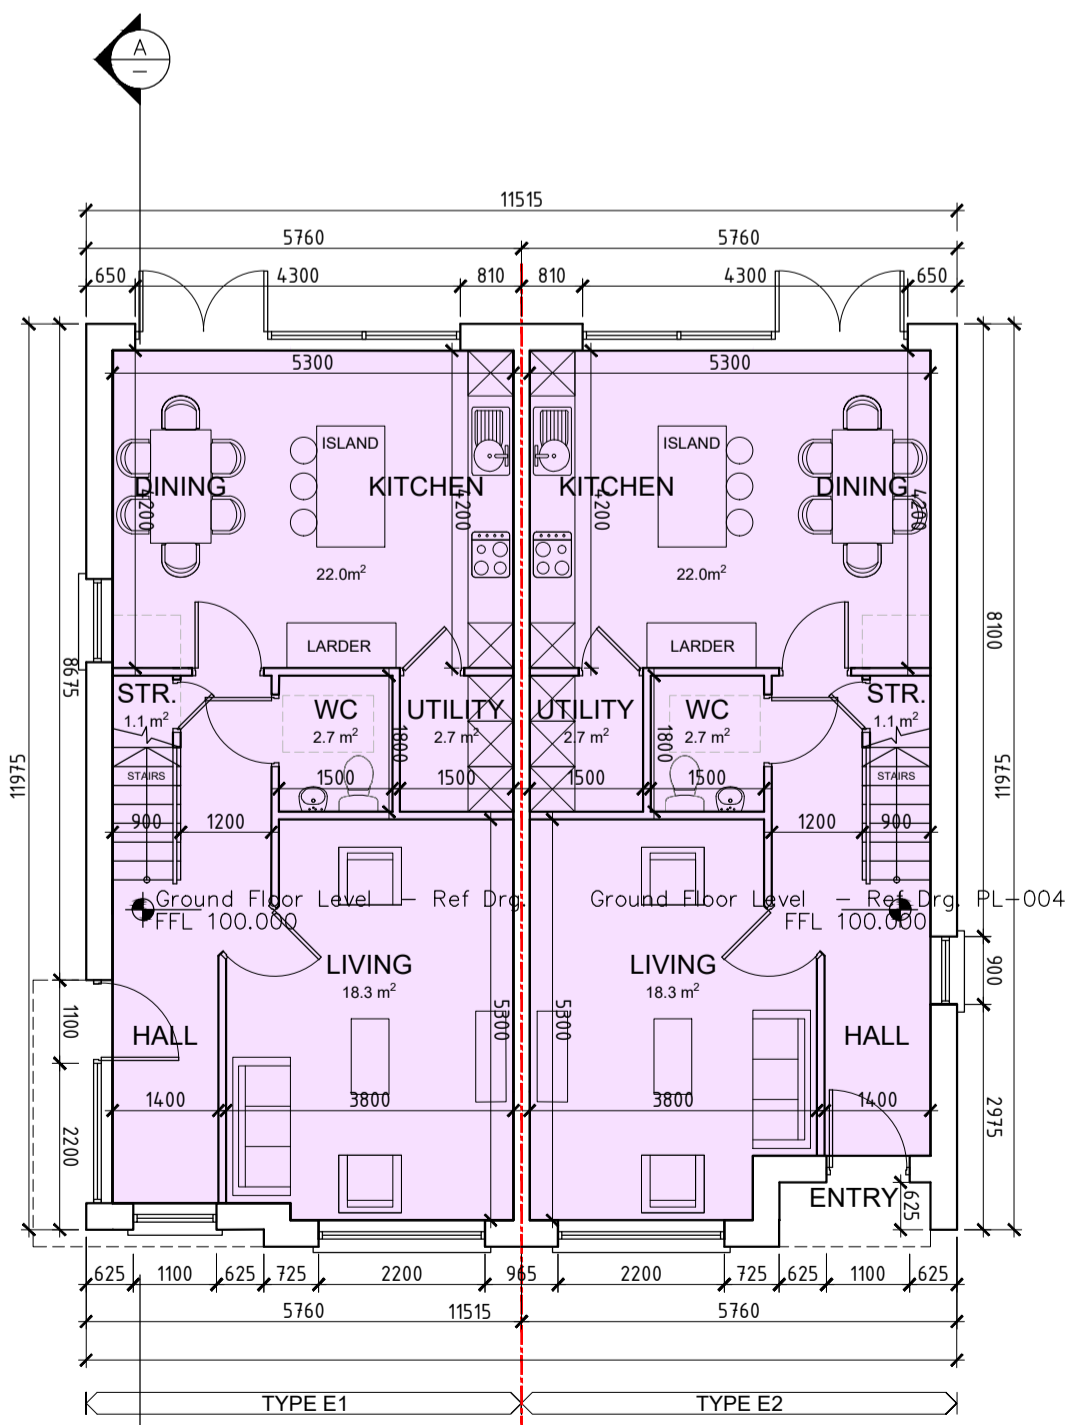 A
–
11515
5760 5760
650 4300 810 810 4300 650
5300 5300
ISLAND ISLAND
DINING KITCHEN KITCHEN DINING
4200 4200 4200 4200
22.0m² 22.0m²
8100
LARDER LARDER
8675
STR. WC UTILITY UTILITY WC STR.
1.1 m² 2.7 m² 2.7 m² 2.7 m² 2.7 m² 1.1 m²
1800 1800
11975 11975
STAIRS 1500 1500 1500 1500 STAIRS
900 1200 1200 900
Ground Floor Level – Ref Drg. Ground Floor Level – Ref Drg. PL-004
FFL 100.000 FFL 100.000
LIVING LIVING
900
18.3 m² 18.3 m²
1100 5300 5300
HALL HALL
1400 3800 3800 1400
2200 2975
ENTRY
625
625 1100 625 725 2200 965 2200 725 625 1100 625
5760 11515 5760
TYPE E1 TYPE E2